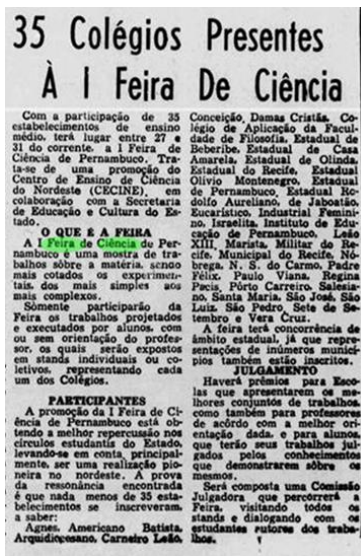 35 Colégios Presentes
À I Feira De Ciência
Com a participação de 35
estabelecimentos de ensino
médio, terá lugar entre 27 e
31 do corrente, a I Feira de
Ciência de Pernambuco. Tra-
ta-se de uma promoção do
Centro de Ensino de Ciência
do Nordeste (CECINE), em
colaboração com a Secretaria
de Educação e Cultura do Es-
tado.
O QUE É A FEIRA
A I Feira de Ciência de Per-
nambuco é uma mostra de tra-
balhos sôbre a matéria, sendo
mais cotados os experimen-
tais, dos mais simples aos
mais complexos.
Sòmente participarão da
Feira os trabalhos projetados
e executados por alunos, com
ou sem orientação do profes-
sor, os quais serão expostos
em stands individuais ou co-
letivos, representando cada
um dos Colégios.
PARTICIPANTES
A promoção da I Feira de Ci-
ência de Pernambuco está ob-
tendo a melhor repercussão nos
círculos estudantis do Estado,
levando-se em conta, principal-
mente, ser uma realização pio-
neira no nordeste. A prova
da ressonância encontrada
é que nada menos de 35 esta-
belecimentos se inscreveram,
a saber:
Agnes, Americano Batista,
Arquidiocesano, Carneiro Leão,
Conceição, Damas Cristãs, Co-
légio de Aplicação da Facul-
dade de Filosofia, Estadual de
Beberibe, Estadual de Casa
Amarela, Estadual de Olinda,
Estadual do Recife, Estadual
Olívio Montenegro, Estadual
de Pernambuco, Estadual Ro-
dolfo Aureliano, de Jaboatão,
Eucarístico, Industrial Femini-
no, Israelita, Instituto de Edu-
cação de Pernambuco, Leão
XIII, Marista, Militar do Re-
cife, Municipal do Recife, Nó-
brega, N. S. do Carmo, Padre
Félix, Paulo Viana, Regina
Pacis, Pôrto Carreiro, Salesia-
no, Santa Maria, São José, São
Luiz, São Pedro, Sete de Se-
tembro e Vera Cruz.
A feira terá concorrência de
âmbito estadual, já que repre-
sentações de inúmeros municí-
pios também estão inscritos.
JULGAMENTO
Haverá prêmios para Esco-
las que apresentarem os me-
lhores conjuntos de trabalhos,
como também para professores
de acôrdo com a melhor ori-
entação dada, e para alunos,
que terão seus trabalhos jul-
gados pelos conhecimentos
que demonstrarem sôbre os
mesmos.
Será composta uma Comissão
Julgadora que percorrerá a
Feira, visitando todos os
stands e dialogando com os
estudantes autores dos traba-
lhos.